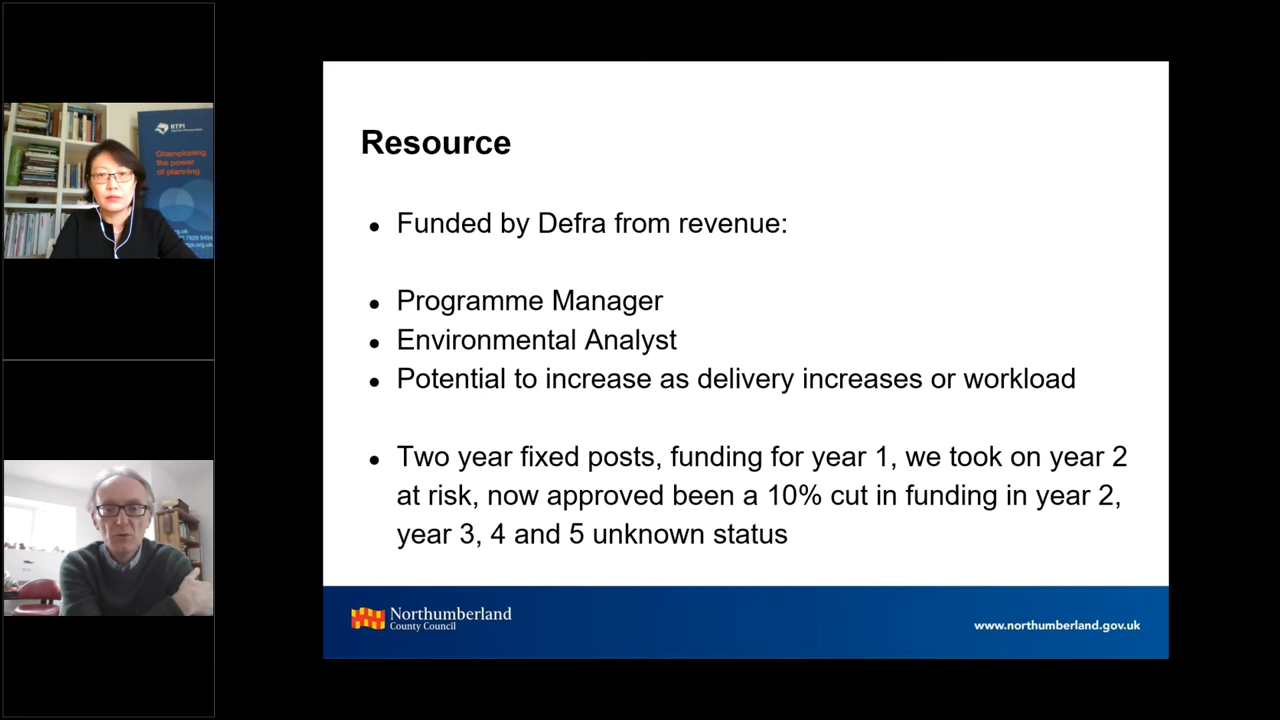 RTPI
Championing
the power
of planning
Resource
• Funded by Defra from revenue:
• Programme Manager
• Environmental Analyst
• Potential to increase as delivery increases or workload
• Two year fixed posts, funding for year 1, we took on year 2
at risk, now approved been a 10% cut in funding in year 2,
year 3, 4 and 5 unknown status
Northumberland
County Council
www.northumberland.gov.uk